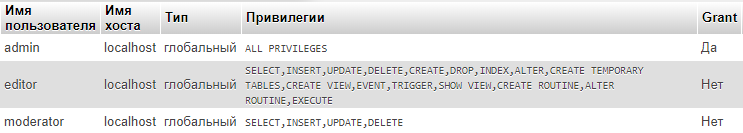 Имя пользователя Имя хоста Тип Привилегии Grant
admin localhost глобальный ALL PRIVILEGES Да
editor localhost глобальный SELECT,INSERT,UPDATE,DELETE,CREATE,DROP,INDEX,ALTER,CREATE TEMPORARY TABLES,CREATE VIEW,EVENT,TRIGGER,SHOW VIEW,CREATE ROUTINE,ALTER ROUTINE,EXECUTE Нет
moderator localhost глобальный SELECT,INSERT,UPDATE,DELETE Нет